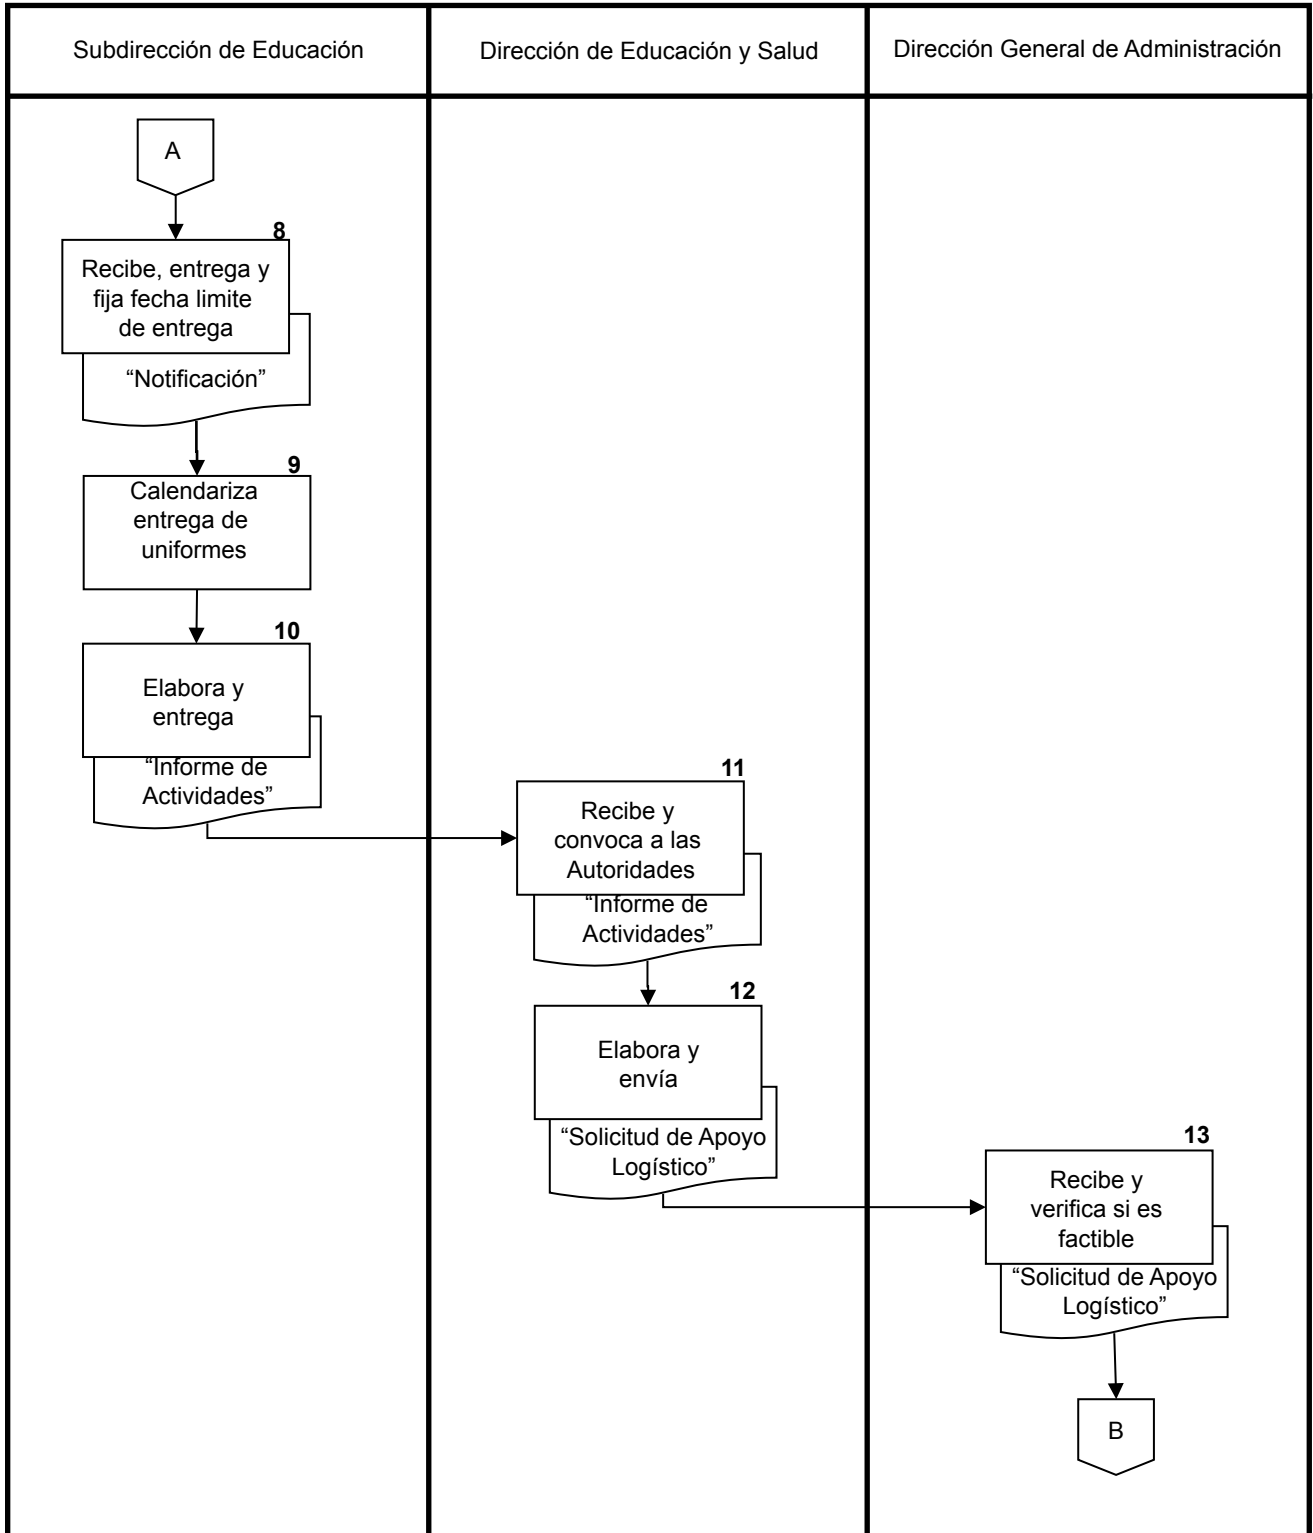 Subdirección de Educación
Dirección de Educación y Salud
Dirección General de Administración
A
8
Recibe, entrega y
fija fecha limite
de entrega
“Notificación”
9
Calendariza
entrega de
uniformes
10
Elabora y
entrega
“Informe de
Actividades”
11
Recibe y
convoca a las
Autoridades
“Informe de
Actividades”
12
Elabora y
envía
“Solicitud de Apoyo
Logístico”
13
Recibe y
verifica si es
factible
“Solicitud de Apoyo
Logístico”
B